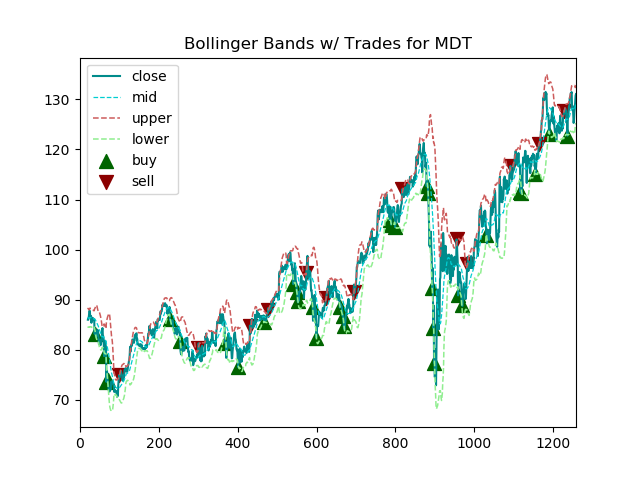 Bollinger Bands w/ Trades for MDT
close
mid
upper
lower
buy
sell
130
120
110
100
90
80
70
0 200 400 600 800 1000 1200